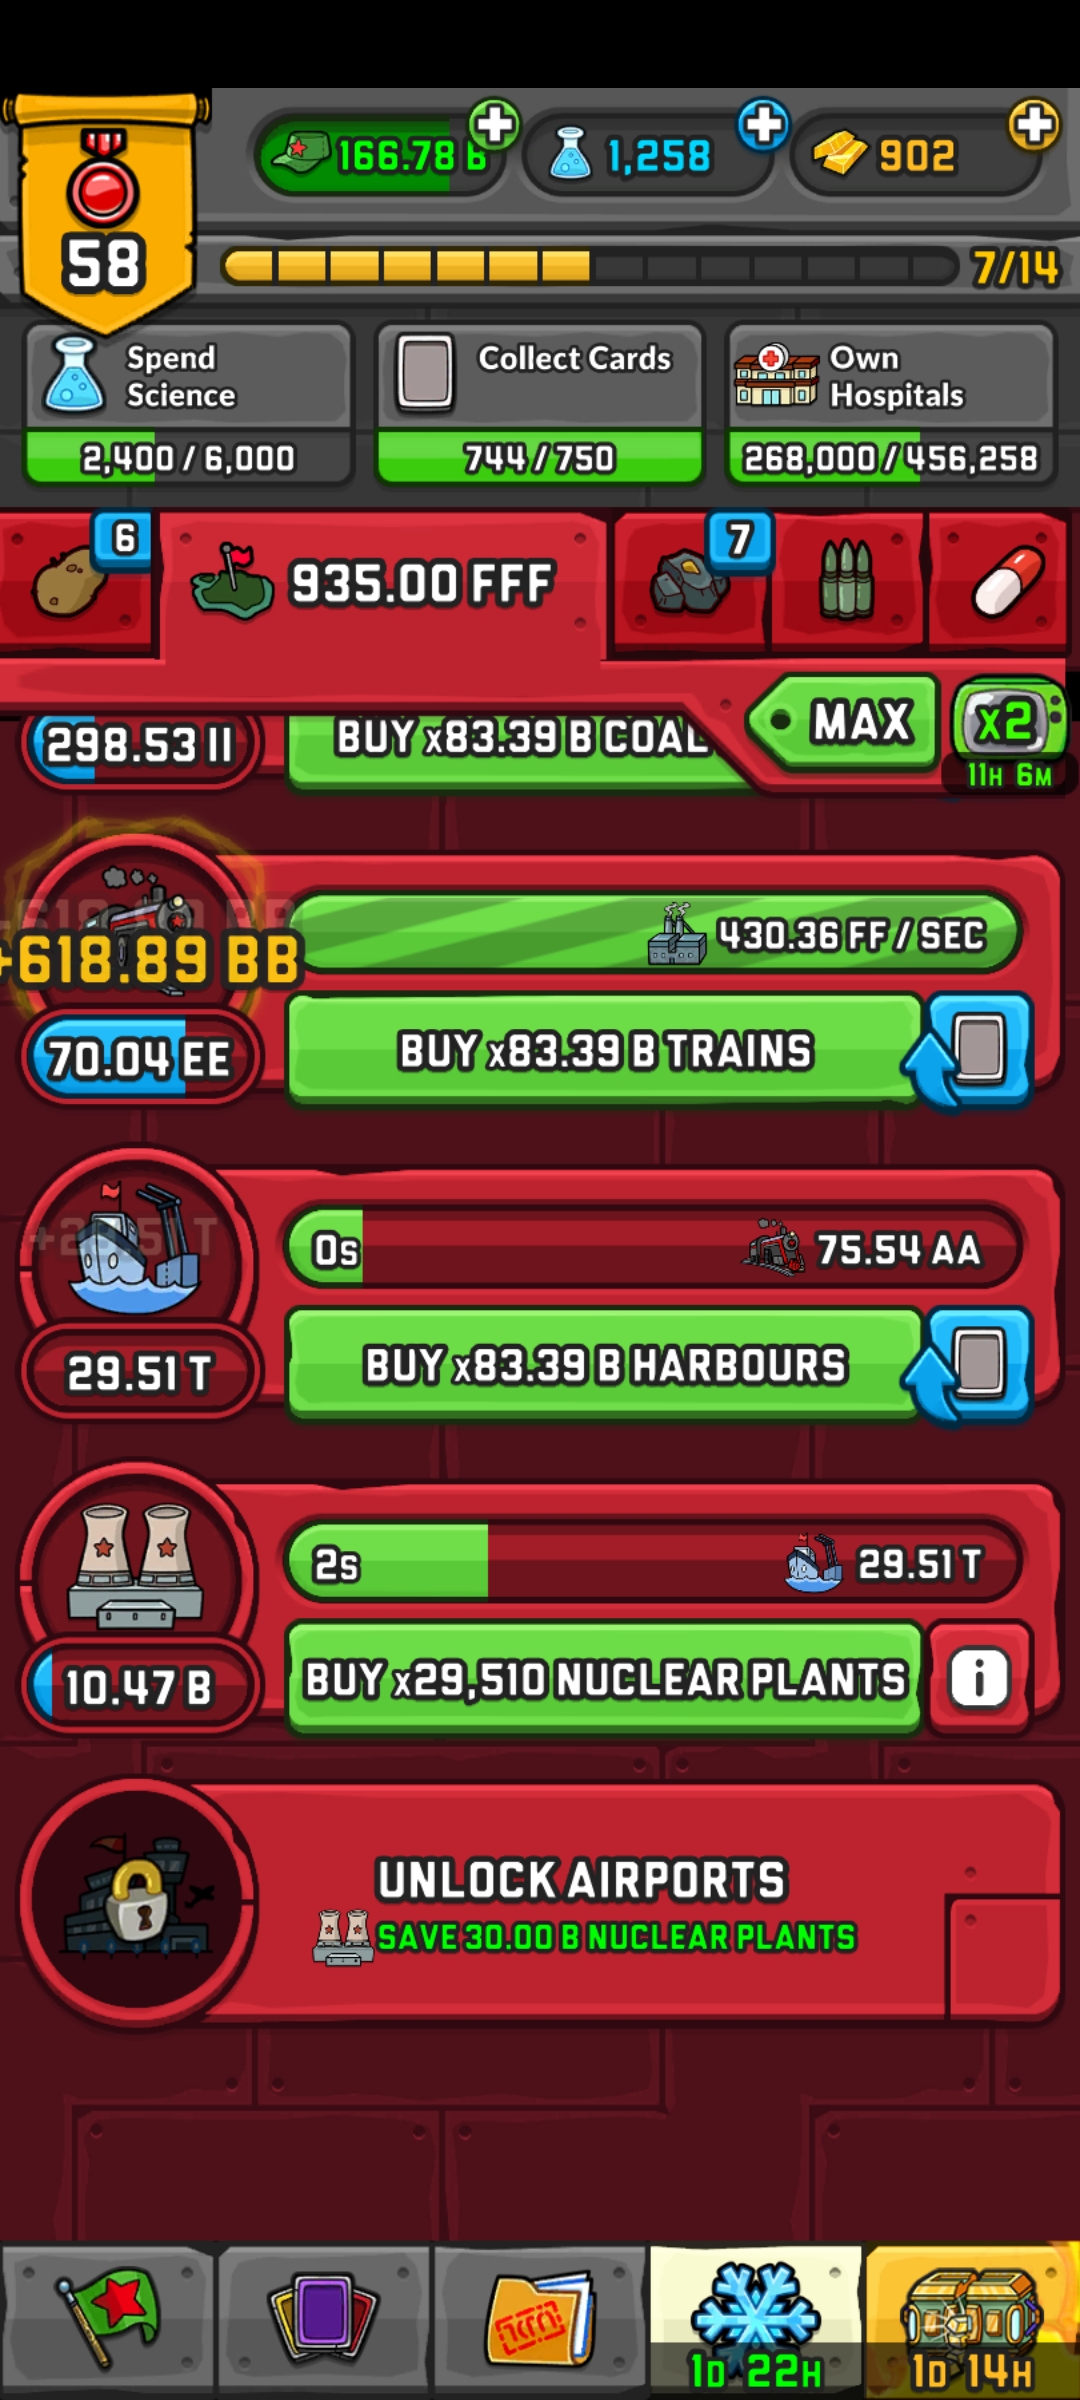 58
166.78 B
1,258
902
7/14
Spend
Science
2,400 / 6,000
Collect Cards
744 / 750
Own
Hospitals
268,000 / 456,258
6
935.00 FFF
7
298.53 II
BUY x83.39 B COAL
MAX
x2
11H 6M
+618.89 BB
430.36 FF / SEC
70.04 EE
BUY x83.39 B TRAINS
+29.51 T
0s
75.54 AA
29.51 T
BUY x83.39 B HARBOURS
2s
29.51 T
10.47 B
BUY x29,510 NUCLEAR PLANTS
i
UNLOCK AIRPORTS
SAVE 30.00 B NUCLEAR PLANTS
1D 22H
1D 14H